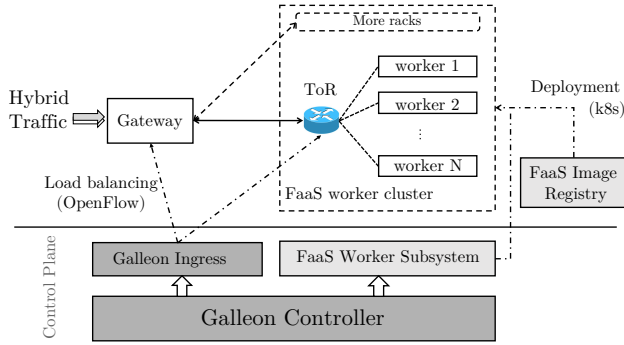 More racks
worker 1
ToR
Deployment
(k8s)
Hybrid
Traffic
Gateway
worker 2
⋮
worker N
Load balancing
(OpenFlow)
FaaS worker cluster
FaaS Image
Registry
Control Plane
Galleon Ingress
FaaS Worker Subsystem
Galleon Controller